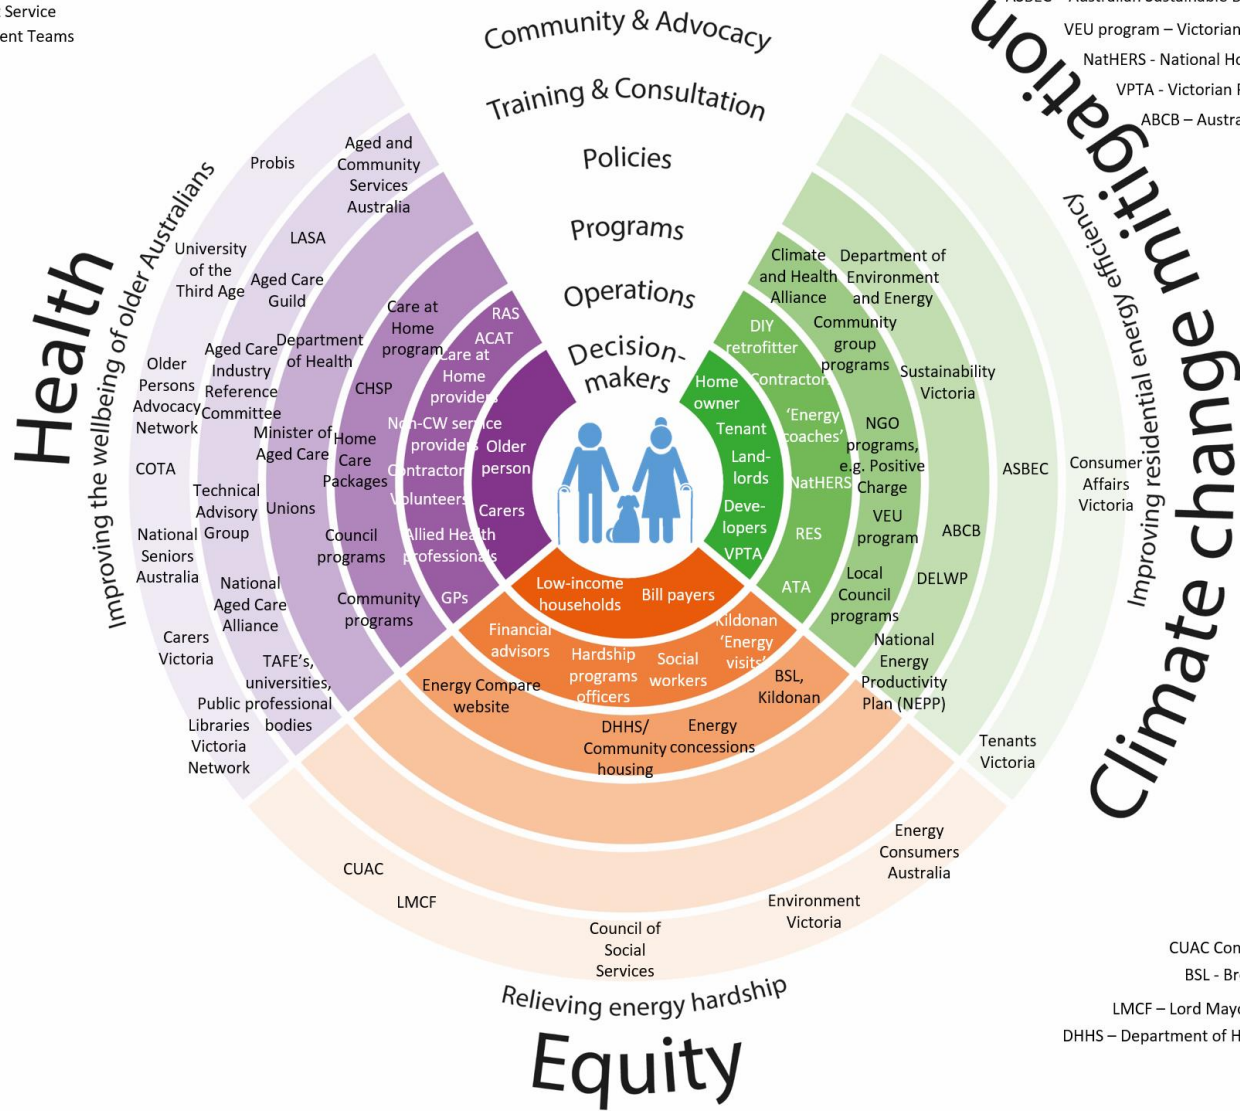 Service
ent Teams
Community & Advocacy
Training & Consultation
Policies
Programs
Operations
Decision-
makers
Health
Improving the wellbeing of older Australians
Probis
Aged and
Community
Services
Australia
LASA
University
of the
Third Age
Aged Care
Guild
Older
Persons
Advocacy
Network
Aged Care
Industry
Reference
Committee
Department
of Health
Care at
Home
program
RAS
ACAT
Care at
Home
providers
CHSP
Minister of
Aged Care
Home
Care
Packages
Non-CW service
providers
Contractors
Volunteers
Older
person
Carers
COTA
Technical
Advisory
Group
Unions
Council
programs
Allied Health
professionals
National
Seniors
Australia
National
Aged Care
Alliance
Community
programs
GPs
Carers
Victoria
TAFE's,
universities,
professional
bodies
Public
Libraries
Victoria
Network
Climate change mitigation
Improving residential energy efficiency
VEU program – Victorian
NatHERS - National Ho
VPTA - Victorian
ABCB – Austra
Climate
and Health
Alliance
Department of
Environment
and Energy
DIY
retrofitter
Community
group
programs
Home
owner
Contractors
Sustainability
Victoria
Tenant
'Energy
coaches'
NGO
programs,
e.g. Positive
Charge
Land-
lords
NatHERS
ASBEC
Consumer
Affairs
Victoria
Deve-
lopers
RES
VEU
program
ABCB
VPTA
ATA
Local
Council
programs
DELWP
National
Energy
Productivity
Plan (NEPP)
Tenants
Victoria
Low-income
households
Bill payers
Financial
advisors
Hardship
programs
officers
Social
workers
Kildonan
'Energy
visits'
Energy Compare
website
DHHS/
Community
housing
Energy
concessions
BSL,
Kildonan
CUAC
LMCF
Council of
Social
Services
Environment
Victoria
Energy
Consumers
Australia
Relieving energy hardship
Equity
CUAC Con
BSL - Br
LMCF – Lord Mayo
DHHS – Department of H